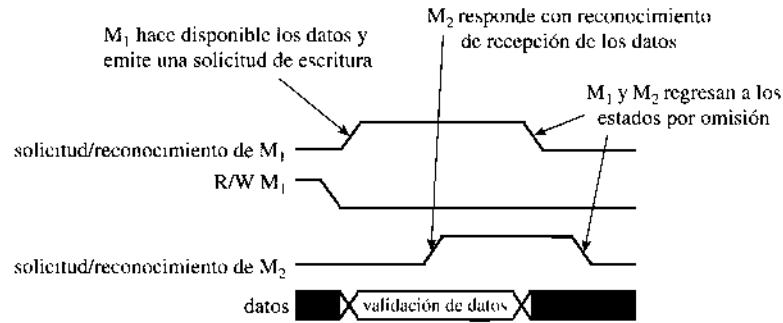 M₁ hace disponible los datos y
emite una solicitud de escritura
M₂ responde con reconocimiento
de recepción de los datos
M₁ y M₂ regresan a los
estados por omisión
solicitud/reconocimiento de M₁
R/W M₁
solicitud/reconocimiento de M₂
datos
validación de datos